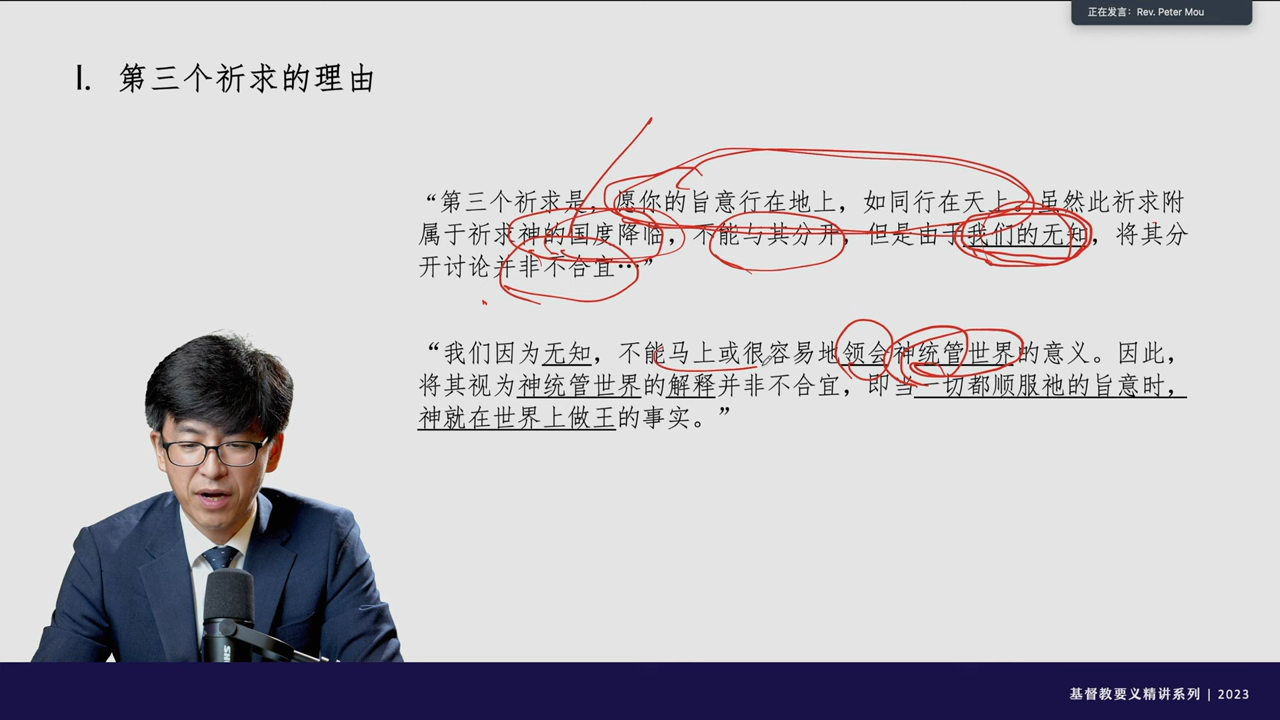 正在发言: Rev. Peter Mou
I. 第三个祈求的理由
“第三个祈求是，愿你的旨意行在地上，如同行在天上。虽然此祈求附
属于祈求神的国度降临，不能与其分开，但是由于我们的无知，将其分
开讨论并非不合宜…”
“我们因为无知，不能马上或很容易地领会神统管世界的意义。因此，
将其视为神统管世界的解释并非不合宜，即当一切都顺服祂的旨意时，
神就在世界上做王的事实。”
基督教要义精讲系列 | 2023